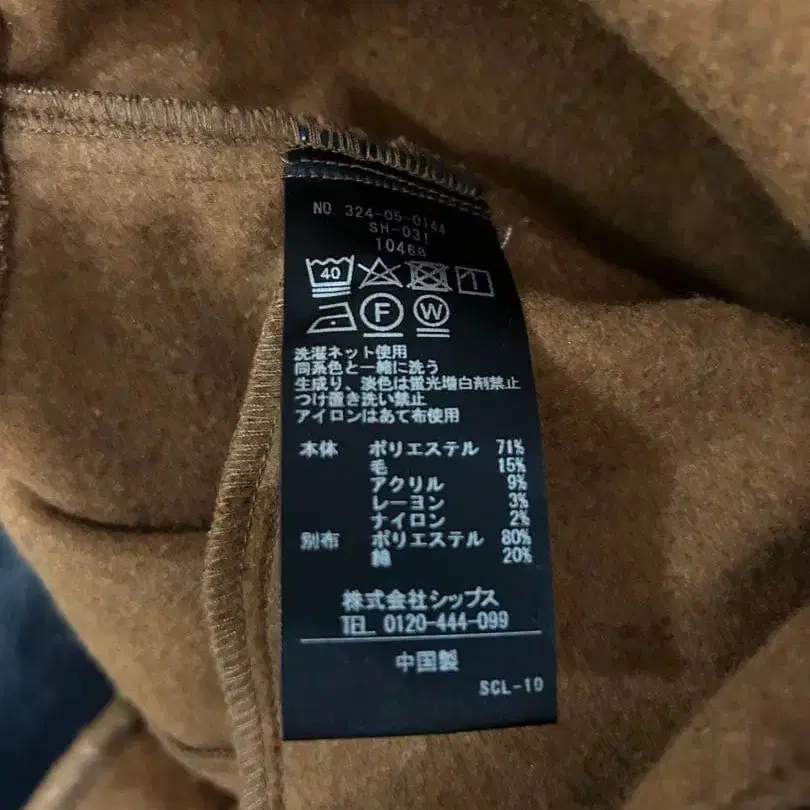 NO. 324-05-0144
SH-031
10460
40
F W
洗濯ネット使用
同系色と一緒に洗う
生成り、淡色は蛍光増白剤禁止
つけ置き洗い禁止
アイロンはあて布使用
本体 ポリエステル 71%
毛 15%
アクリル 9%
レーヨン 3%
ナイロン 2%
別布 ポリエステル 80%
綿 20%
株式会社シップス
TEL. 0120-444-099
中国製
SCL-10